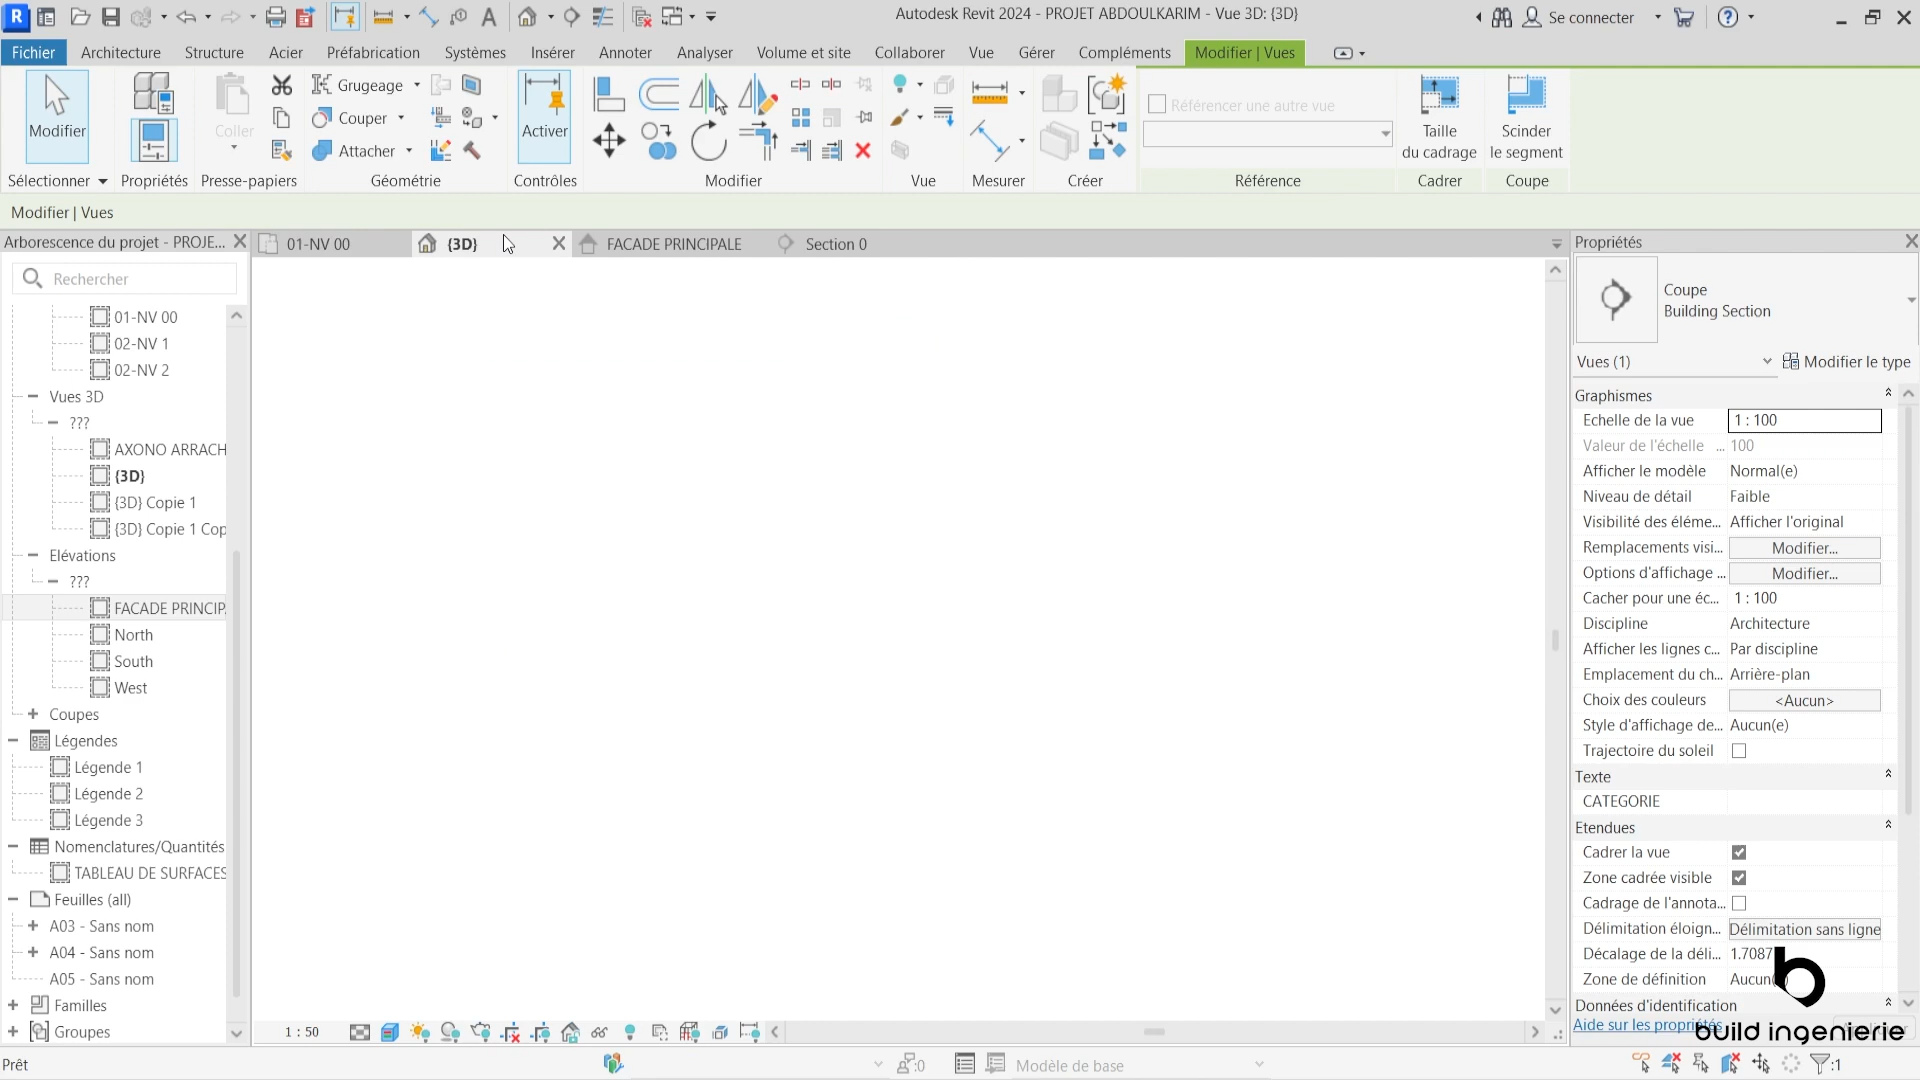 Autodesk Revit 2024 - PROJET ABDOULKARIM - Vue 3D: {3D}
Se connecter
Fichier Architecture Structure Acier Préfabrication Systèmes Insérer Annoter Analyser Volume et site Collaborer Vue Gérer Compléments Modifier | Vues
Modifier
Coller
Grugeage
Couper
Attacher
Activer
Référencer une autre vue
Taille
du cadrage
Scinder
le segment
Sélectionner Propriétés Presse-papiers Géométrie Contrôles Modifier Vue Mesurer Créer Référence Cadrer Coupe
Modifier | Vues
Arborescence du projet - PROJE...
01-NV 00 {3D} FACADE PRINCIPALE Section 0
Rechercher
01-NV 00
02-NV 1
02-NV 2
Vues 3D
???
AXONO ARRACH
{3D}
{3D} Copie 1
{3D} Copie 1 Cop
Elévations
???
FACADE PRINCIP
North
South
West
Coupes
Légendes
Légende 1
Légende 2
Légende 3
Nomenclatures/Quantités
TABLEAU DE SURFACES
Feuilles (all)
A03 - Sans nom
A04 - Sans nom
A05 - Sans nom
Familles
Groupes
Propriétés
Coupe
Building Section
Vues (1) Modifier le type
Graphismes
Echelle de la vue 1 : 100
Valeur de l'échelle ... 100
Afficher le modèle Normal(e)
Niveau de détail Faible
Visibilité des éléme... Afficher l'original
Remplacements visi... Modifier...
Options d'affichage ... Modifier...
Cacher pour une éc... 1 : 100
Discipline Architecture
Afficher les lignes c... Par discipline
Emplacement du ch... Arrière-plan
Choix des couleurs <Aucun>
Style d'affichage de... Aucun(e)
Trajectoire du soleil
Texte
CATEGORIE
Etendues
Cadrer la vue
Zone cadrée visible
Cadrage de l'annota...
Délimitation éloign... Délimitation sans ligne
Décalage de la déli... 1.7087
Zone de définition Aucun
Données d'identification
Aide sur les propriétés
build ingenierie
1 : 50
Prêt
:0
Modèle de base
:1